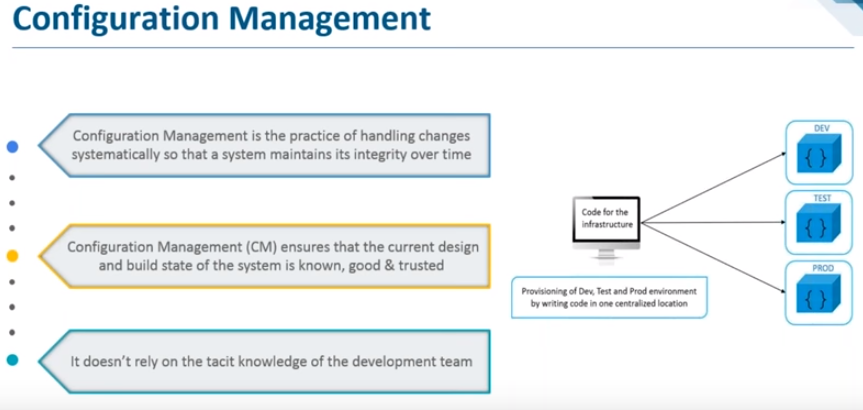 Configuration Management
Configuration Management is the practice of handling changes
systematically so that a system maintains its integrity over time
Configuration Management (CM) ensures that the current design
and build state of the system is known, good & trusted
It doesn't rely on the tacit knowledge of the development team
Code for the
infrastructure
Provisioning of Dev, Test and Prod environment
by writing code in one centralized location
DEV
{ }
TEST
{ }
PROD
{ }